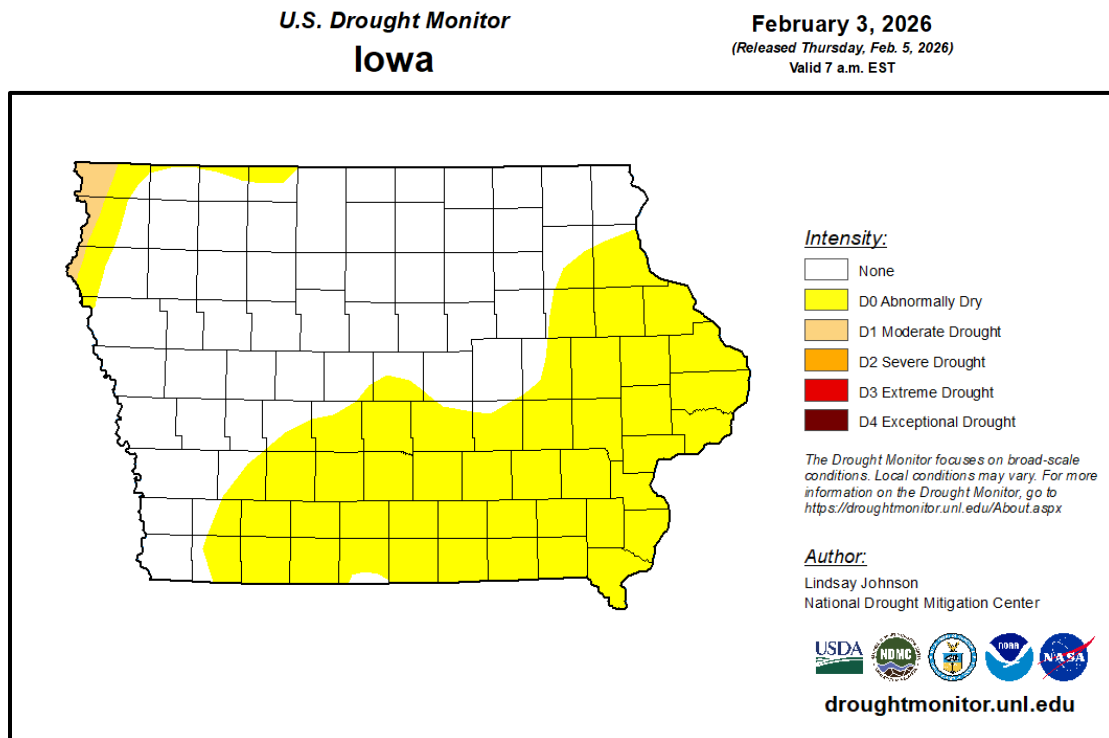 U.S. Drought Monitor
Iowa
February 3, 2026
(Released Thursday, Feb. 5, 2026)
Valid 7 a.m. EST
Intensity:
None
D0 Abnormally Dry
D1 Moderate Drought
D2 Severe Drought
D3 Extreme Drought
D4 Exceptional Drought
The Drought Monitor focuses on broad-scale
conditions. Local conditions may vary. For more
information on the Drought Monitor, go to
https://droughtmonitor.unl.edu/About.aspx
Author:
Lindsay Johnson
National Drought Mitigation Center
USDA
NDMC
NOAA
NASA
droughtmonitor.unl.edu